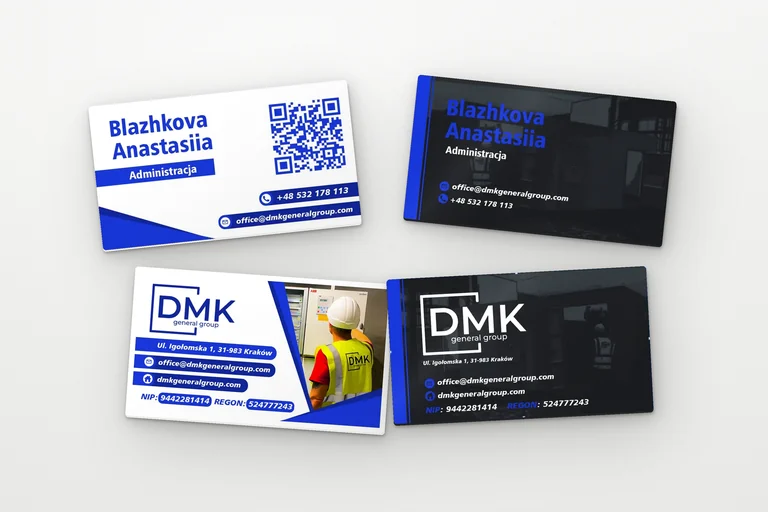 Blazhkova
Anastasiia
Administracja
+48 532 178 113
office@dmkgeneralgroup.com
Blazhkova
Anastasiia
Administracja
office@dmkgeneralgroup.com
+48 532 178 113
DMK
general group
Ul. Igołomska 1, 31-983 Kraków
office@dmkgeneralgroup.com
dmkgeneralgroup.com
NIP: 9442281414 REGON: 524777243
DMK
DMK
general group
Ul. Igołomska 1, 31-983 Kraków
office@dmkgeneralgroup.com
dmkgeneralgroup.com
NIP: 9442281414 REGON: 524777243